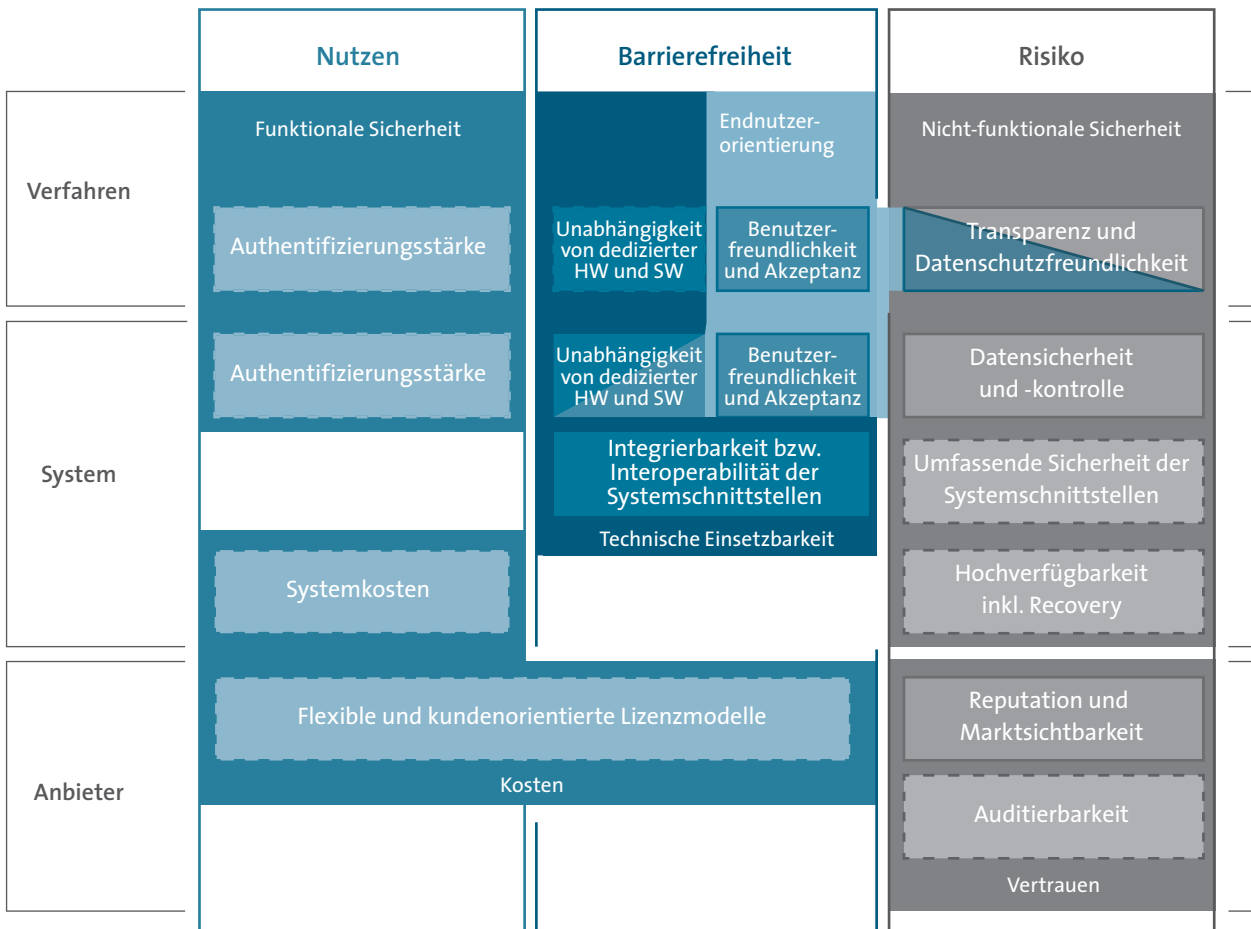 Nutzen
Barrierefreiheit
Risiko
Verfahren
Funktionale Sicherheit
Endnutzer-
orientierung
Nicht-funktionale Sicherheit
Authentifizierungsstärke
Unabhängigkeit
von dedizierter
HW und SW
Benutzer-
freundlichkeit
und Akzeptanz
Transparenz und
Datenschutzfreundlichkeit
System
Authentifizierungsstärke
Unabhängigkeit
von dedizierter
HW und SW
Benutzer-
freundlichkeit
und Akzeptanz
Datensicherheit
und -kontrolle
Integrierbarkeit bzw.
Interoperabilität der
Systemschnittstellen
Umfassende Sicherheit der
Systemschnittstellen
Technische Einsetzbarkeit
Systemkosten
Hochverfügbarkeit
inkl. Recovery
Anbieter
Flexible und kundenorientierte Lizenzmodelle
Reputation und
Marktsichtbarkeit
Kosten
Auditierbarkeit
Vertrauen